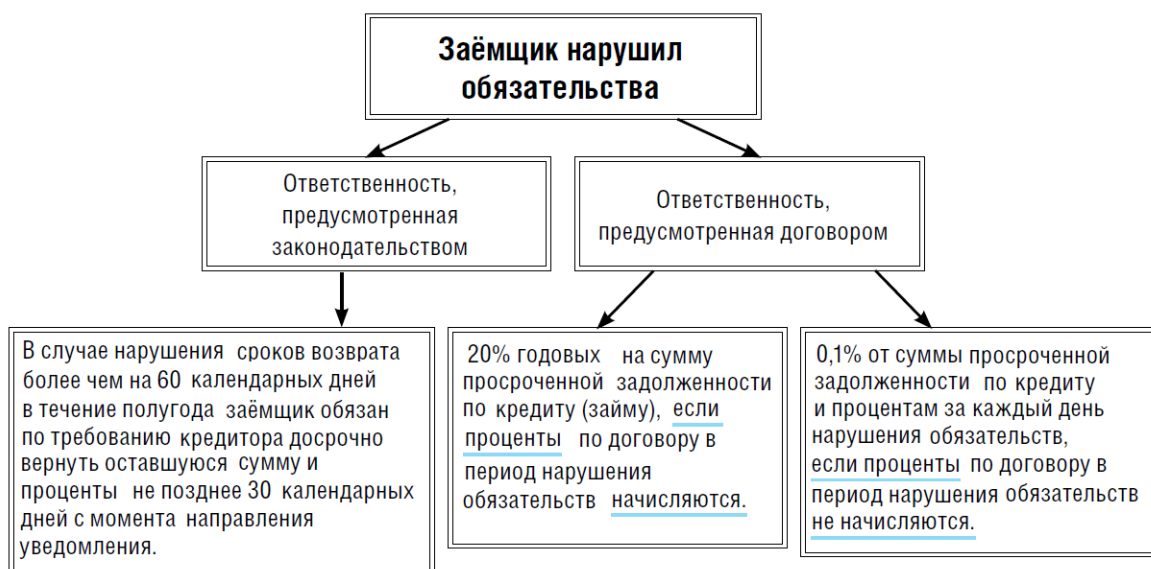 Заёмщик нарушил
обязательства
Ответственность,
предусмотренная
законодательством
Ответственность,
предусмотренная договором
В случае нарушения сроков возврата
более чем на 60 календарных дней
в течение полугода заёмщик обязан
по требованию кредитора досрочно
вернуть оставшуюся сумму и
проценты не позднее 30 календарных
дней с момента направления
уведомления.
20% годовых на сумму
просроченной задолженности
по кредиту (займу), если
проценты по договору в
период нарушения
обязательств начисляются.
0,1% от суммы просроченной
задолженности по кредиту
и процентам за каждый день
нарушения обязательств,
если проценты по договору в
период нарушения обязательств
не начисляются.